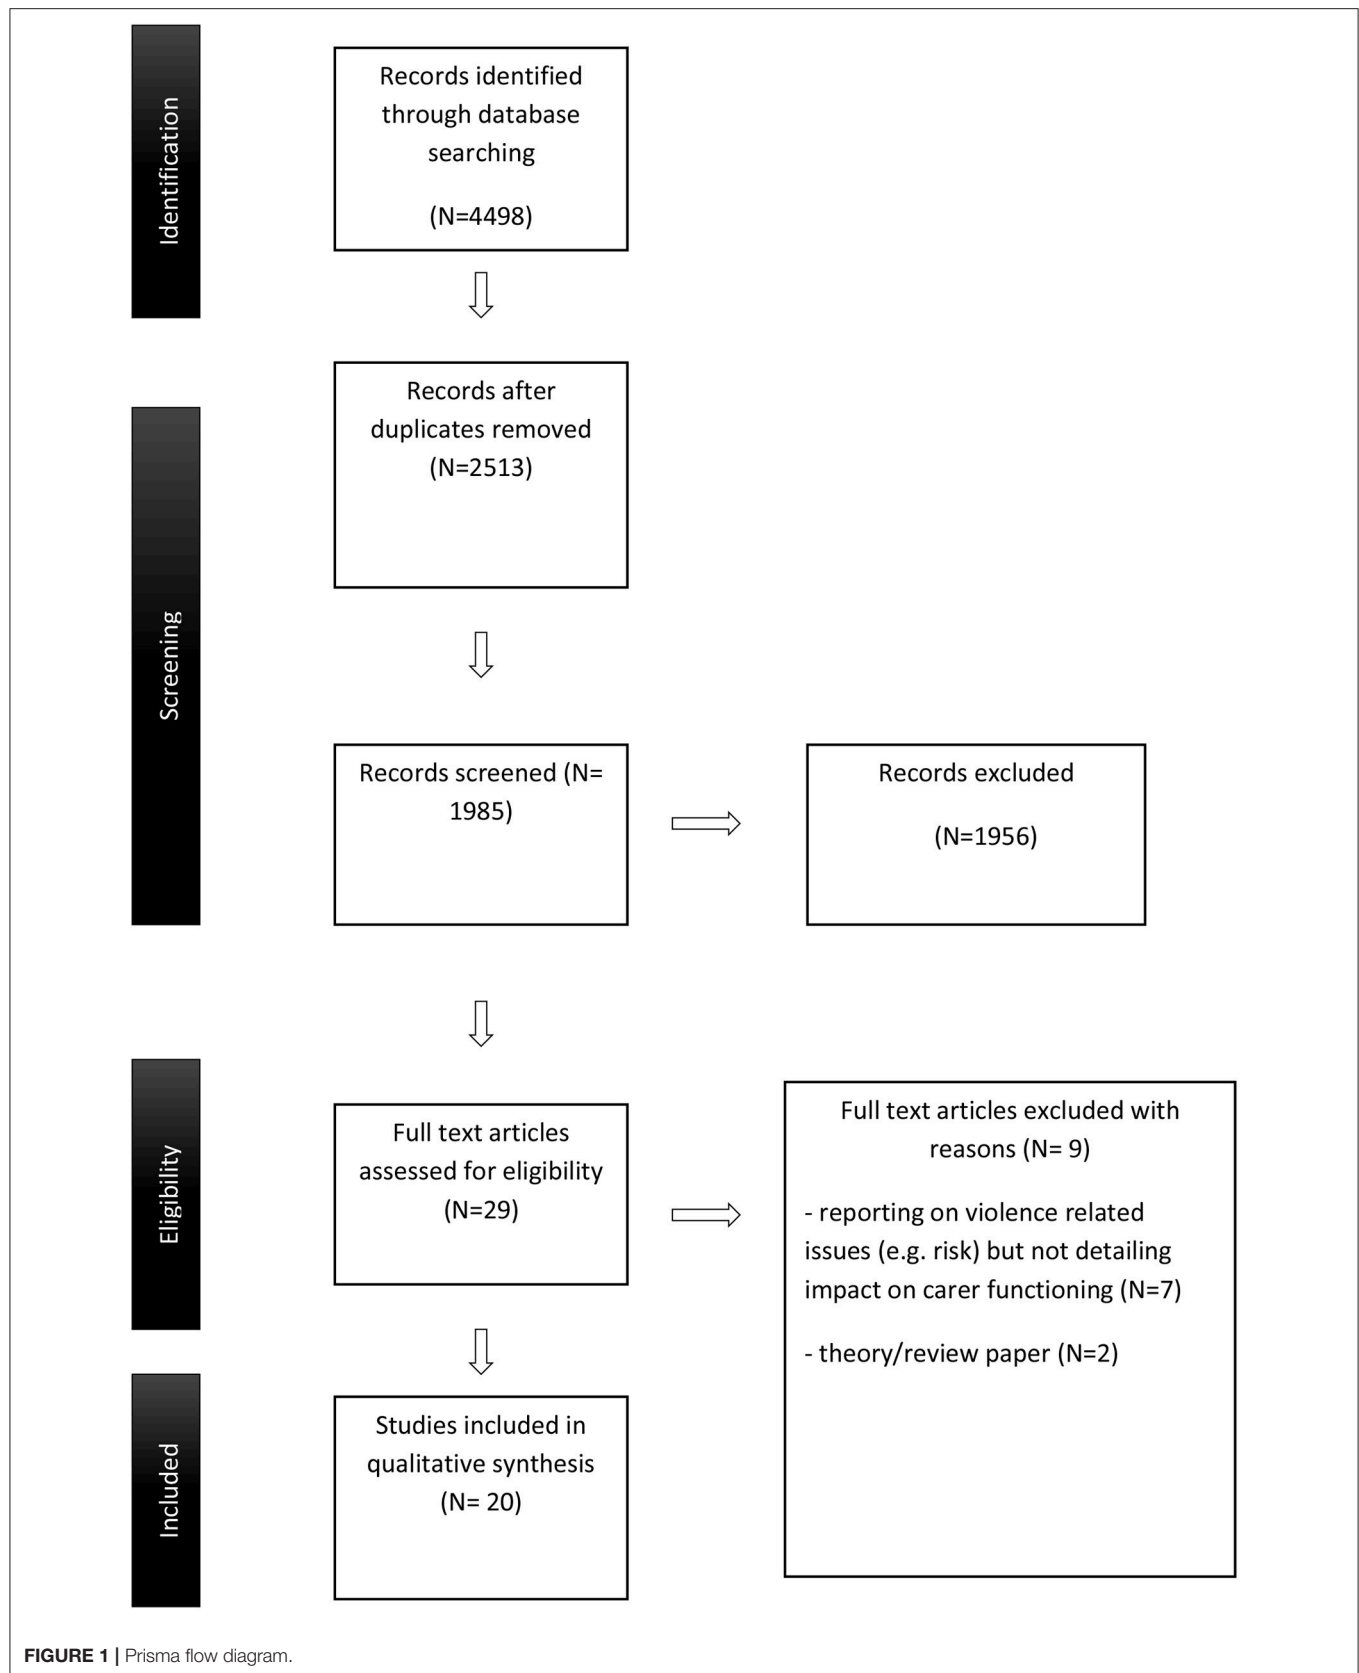 Identification
Records identified
through database
searching
(N=4498)
Screening
Records after
duplicates removed
(N=2513)
Records screened (N=
1985)
Records excluded
(N=1956)
Eligibility
Full text articles
assessed for eligibility
(N=29)
Full text articles excluded with
reasons (N= 9)
- reporting on violence related
issues (e.g. risk) but not detailing
impact on carer functioning (N=7)
- theory/review paper (N=2)
Included
Studies included in
qualitative synthesis
(N= 20)
FIGURE 1 | Prisma flow diagram.